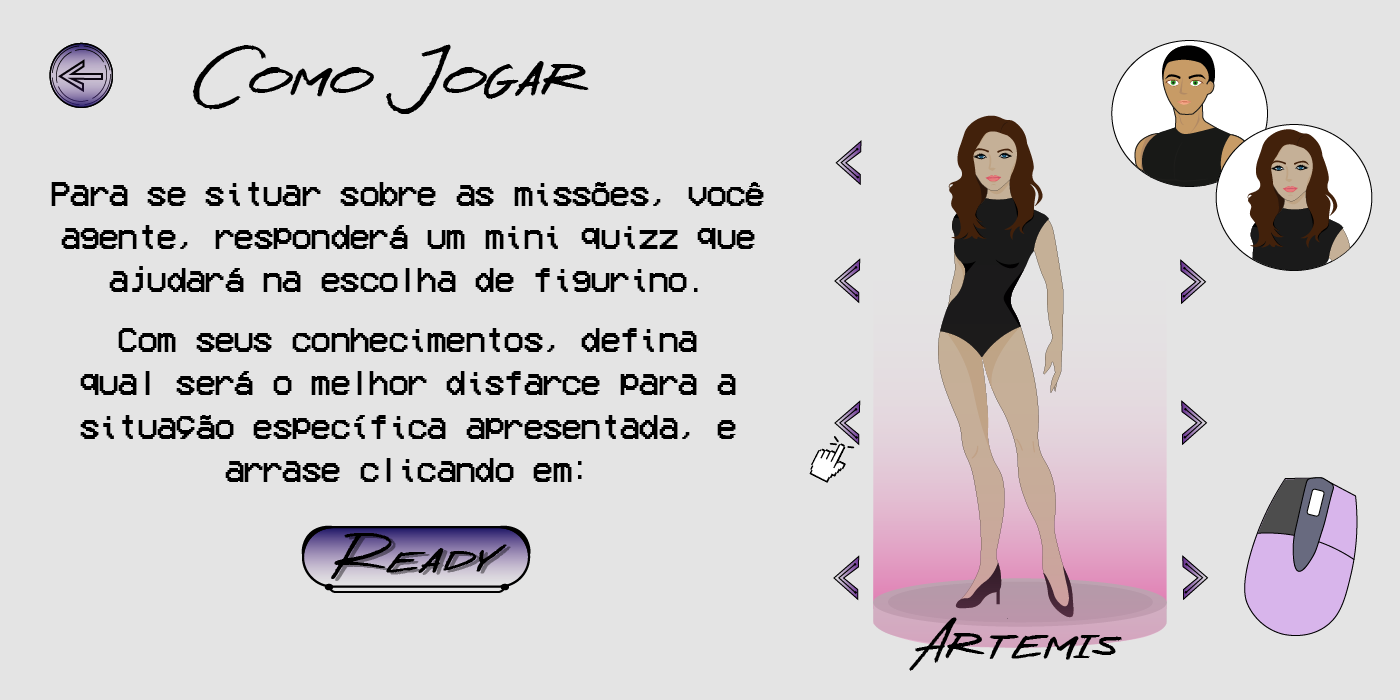 Como Jogar
Para se situar sobre as missões, você
agente, responderá um mini quizz que
ajudará na escolha de figurino.
Com seus conhecimentos, defina
qual será o melhor disfarce para a
situação específica apresentada, e
arrase clicando em:
Ready
Artemis